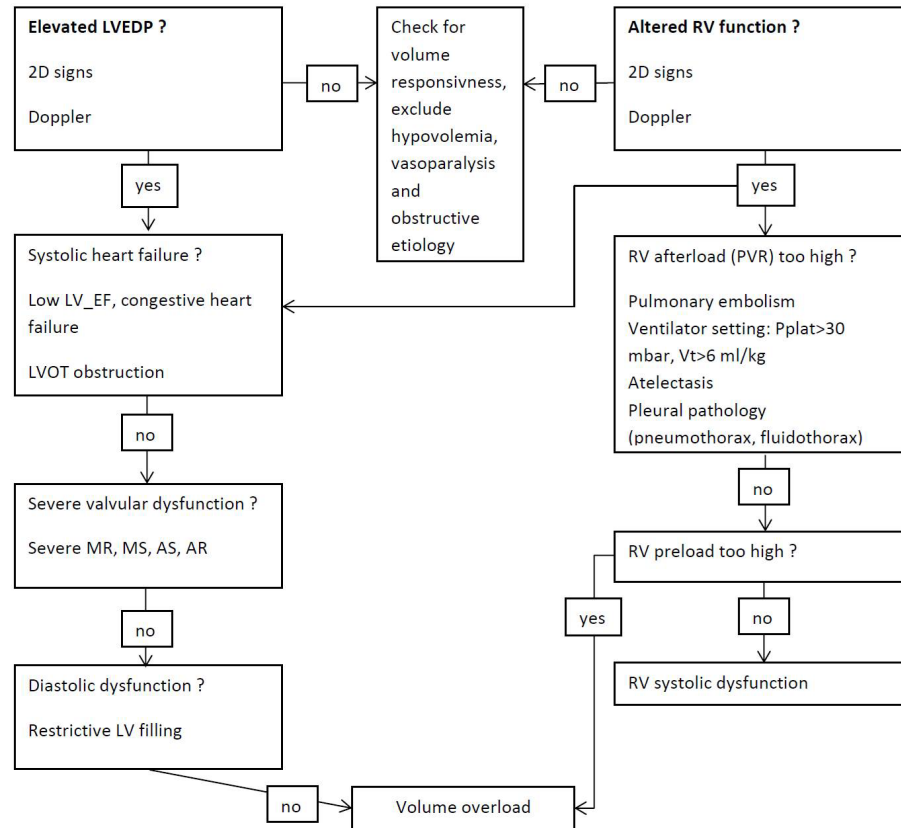 Elevated LVEDP ?
2D signs
Doppler
no
Check for
volume
responsivness,
exclude
hypovolemia,
vasoparalysis
and
obstructive
etiology
no
Altered RV function ?
2D signs
Doppler
yes
yes
Systolic heart failure ?
Low LV_EF, congestive heart
failure
LVOT obstruction
RV afterload (PVR) too high ?
Pulmonary embolism
Ventilator setting: Pplat>30
mbar, Vt>6 ml/kg
Atelectasis
Pleural pathology
(pneumothorax, fluidothorax)
no
no
Severe valvular dysfunction ?
Severe MR, MS, AS, AR
RV preload too high ?
no
yes
no
Diastolic dysfunction ?
Restrictive LV filling
RV systolic dysfunction
no
Volume overload